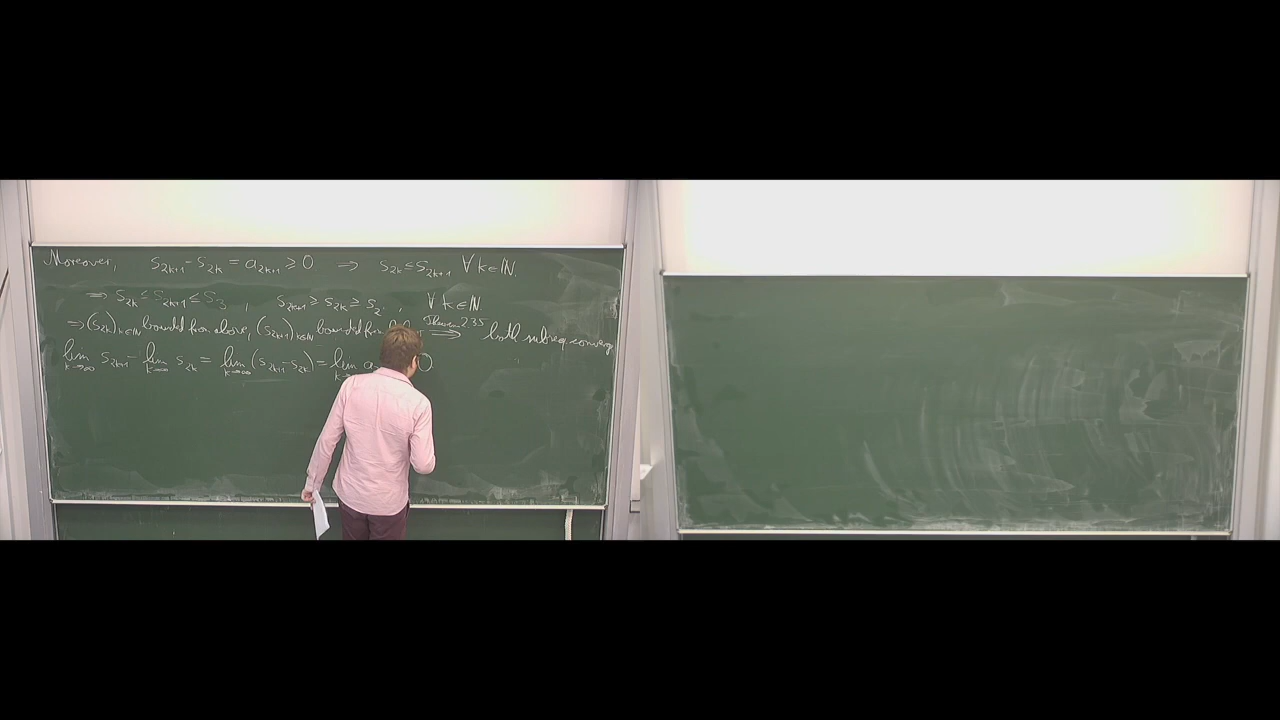 Moreover, s_{2k+1} - s_{2k} = a_{2k+1} ≥ 0 ⇒ s_{2k} ≤ s_{2k+1} ∀ k ∈ ℕ
⇒ s_{2k} ≤ s_{2k+1} ≤ s_3 , s_{2k+1} ≥ s_{2k} ≥ s_2 , ∀ k ∈ ℕ
⇒ (s_{2k})_{k∈ℕ} bounded from above, (s_{2k+1})_{k∈ℕ} bounded from Theorem 2.35 ⟹ both subseq. converge
lim_{k→∞} s_{2k+1} - lim_{k→∞} s_{2k} = lim_{k→∞} (s_{2k+1} - s_{2k}) = lim a 0